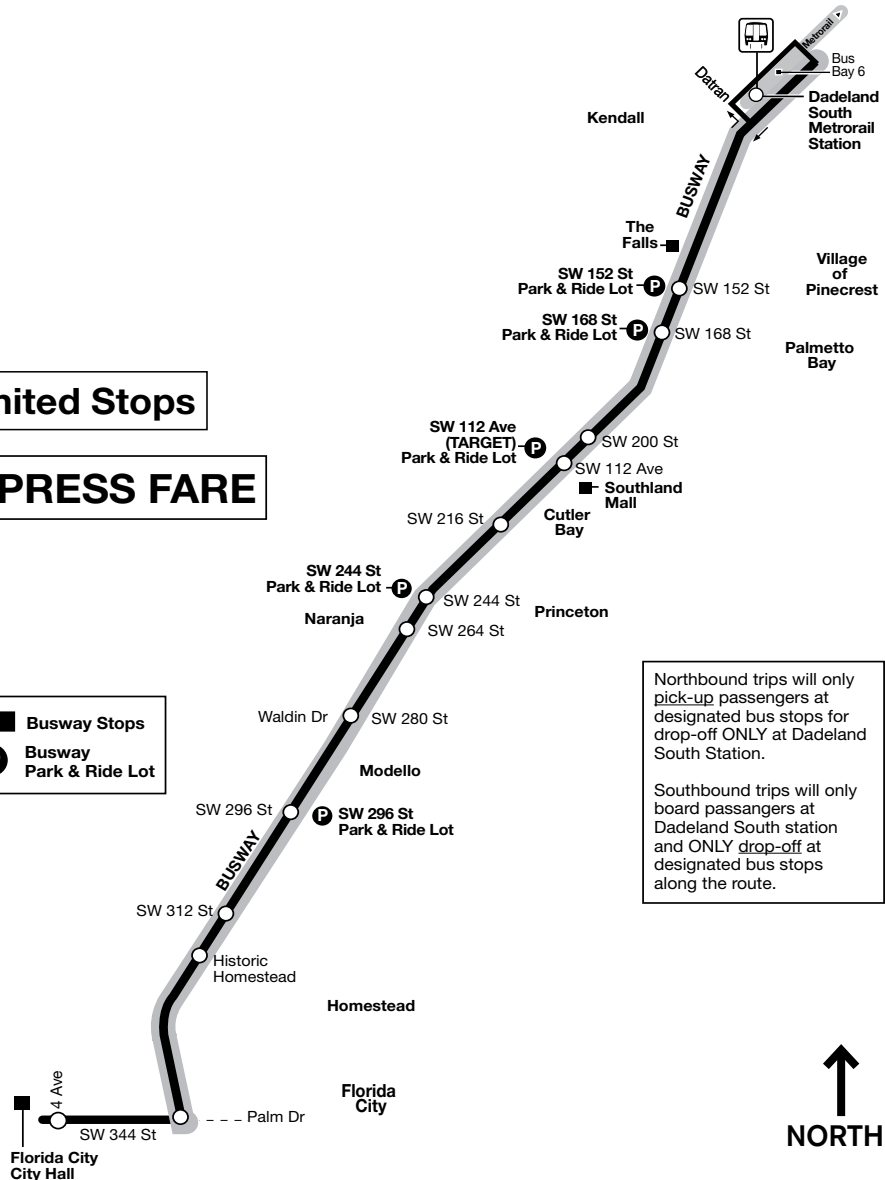 Metrorail
Bus
Bay 6
Datran
Dadeland
South
Metrorail
Station
Kendall
BUSWAY
The
Falls
Village
of
Pinecrest
SW 152 St
Park & Ride Lot
P
SW 152 St
SW 168 St
Park & Ride Lot
P
SW 168 St
Palmetto
Bay
nited Stops
SW 112 Ave
(TARGET)
Park & Ride Lot
P
SW 200 St
SW 112 Ave
PRESS FARE
Southland
Mall
SW 216 St
Cutler
Bay
SW 244 St
Park & Ride Lot
P
SW 244 St
Princeton
Naranja
SW 264 St
Northbound trips will only
pick-up passengers at
designated bus stops for
drop-off ONLY at Dadeland
South Station.
Southbound trips will only
board passangers at
Dadeland South station
and ONLY drop-off at
designated bus stops
along the route.
Waldin Dr
SW 280 St
Busway Stops
Busway
Park & Ride Lot
Modello
SW 296 St
P
SW 296 St
Park & Ride Lot
BUSWAY
SW 312 St
Historic
Homestead
Homestead
Florida
City
4 Ave
Palm Dr
SW 344 St
Florida City
City Hall
NORTH